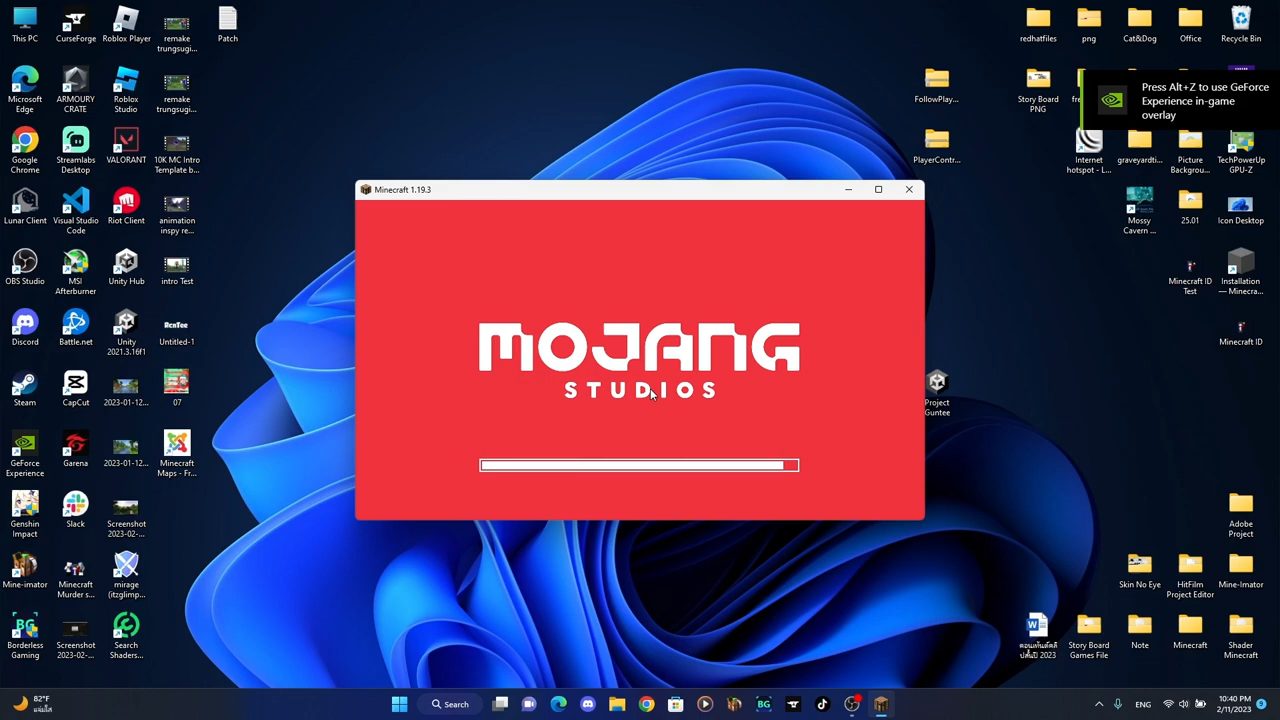 This PC
CurseForge
Roblox Player
remake
trungsugi...
Patch
Microsoft
Edge
ARMOURY
CRATE
Roblox
Studio
remake
trungsugi...
Google
Chrome
Streamlabs
Desktop
VALORANT
10K MC Intro
Template b...
Lunar Client
Visual Studio
Code
Riot Client
animation
inspy re...
OBS Studio
MSI
Afterburner
Unity Hub
intro Test
Discord
Battle.net
Unity
2021.3.16f1
RcnTee
Untitled-1
Steam
CapCut
2023-01-12...
07
GeForce
Experience
Garena
2023-01-12...
Minecraft
Maps - Fr...
Genshin
Impact
Slack
Screenshot
2023-02-...
Mine-imator
Minecraft
Murder s...
mirage
(itzglimp...
BG
Borderless
Gaming
Screenshot
2023-02-...
Search
Shaders...
Minecraft 1.19.3
MOJANG
STUDIOS
redhatfiles
png
Cat&Dog
Office
Recycle Bin
FollowPlay...
Story Board
PNG
Press Alt+Z to use GeForce
Experience in-game
overlay
PlayerContr...
Internet
hotspot - L...
graveyardti...
Picture
Backgrou...
TechPowerUp
GPU-Z
Mossy
Cavern ...
25.01
Icon Desktop
Minecraft ID
Test
Installation
— Minecra...
Minecraft ID
Project
Guntee
Adobe
Project
Skin No Eye
HitFilm
Project Editor
Mine-Imator
Story Board
Games File
Note
Minecraft
Shader
Minecraft
82°F
แจ่มใส
Search
BG
ENG
10:40 PM
2/11/2023